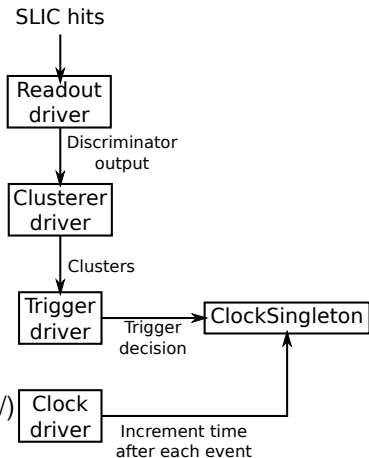 SLIC hits
Readout
driver
Discriminator
output
Clusterer
driver
Clusters
Trigger
driver
Trigger
decision
ClockSingleton
/)
Clock
driver
Increment time
after each event